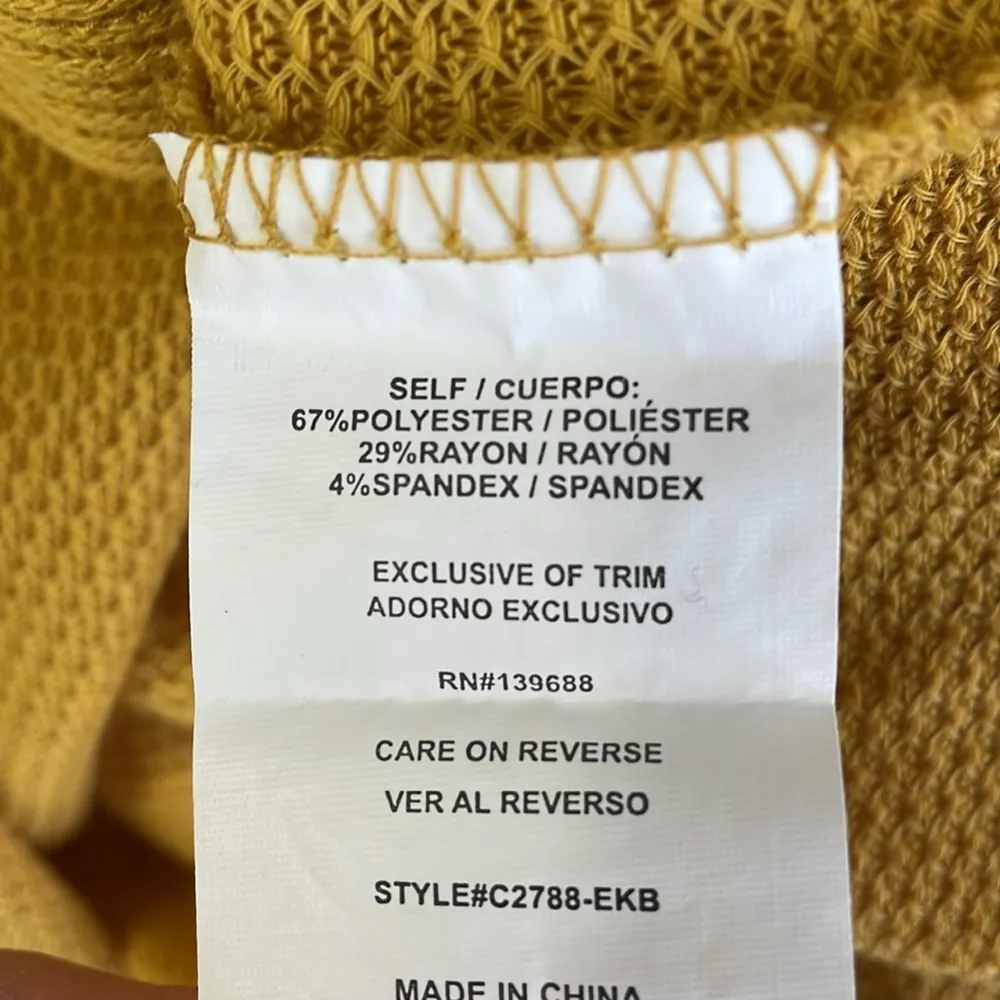 SELF / CUERPO:
67%POLYESTER / POLIÉSTER
29%RAYON / RAYÓN
4%SPANDEX / SPANDEX
EXCLUSIVE OF TRIM
ADORNO EXCLUSIVO
RN#139688
CARE ON REVERSE
VER AL REVERSO
STYLE#C2788-EKB
MADE IN CHINA